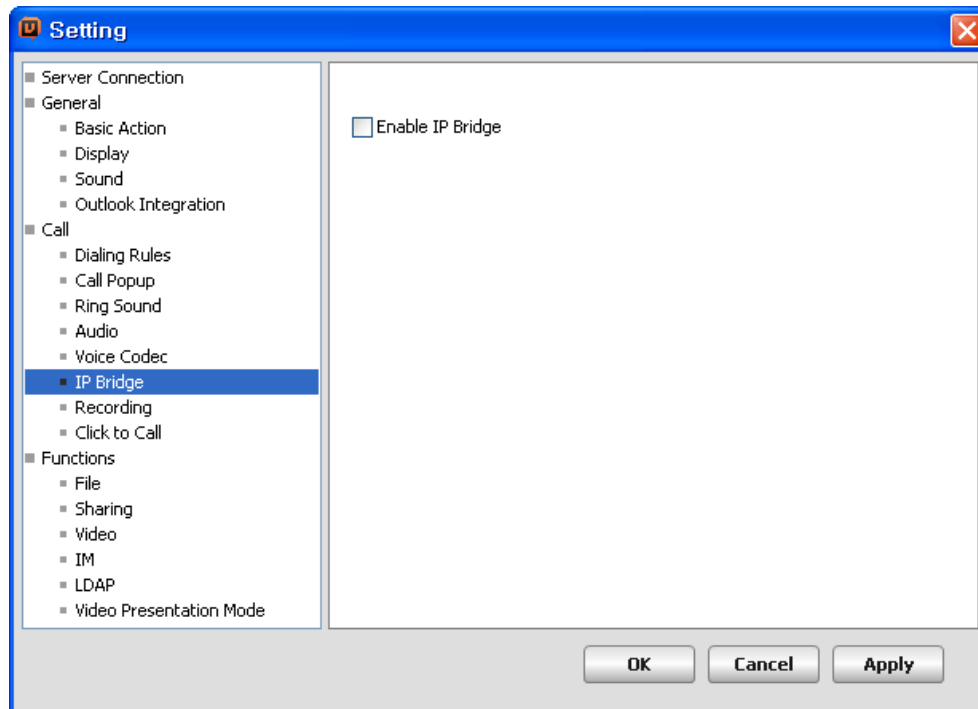 Setting
Server Connection
General
Basic Action
Display
Sound
Outlook Integration
Call
Dialing Rules
Call Popup
Ring Sound
Audio
Voice Codec
IP Bridge
Recording
Click to Call
Functions
File
Sharing
Video
IM
LDAP
Video Presentation Mode
Enable IP Bridge
OK Cancel Apply